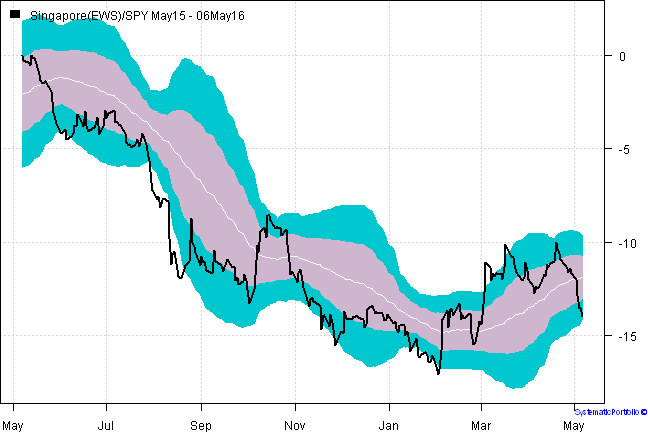 Singapore(EWS)/SPY May15 - 06May16
0
-5
-10
-15
SystematicPortfolio ©
May Jul Sep Nov Jan Mar May